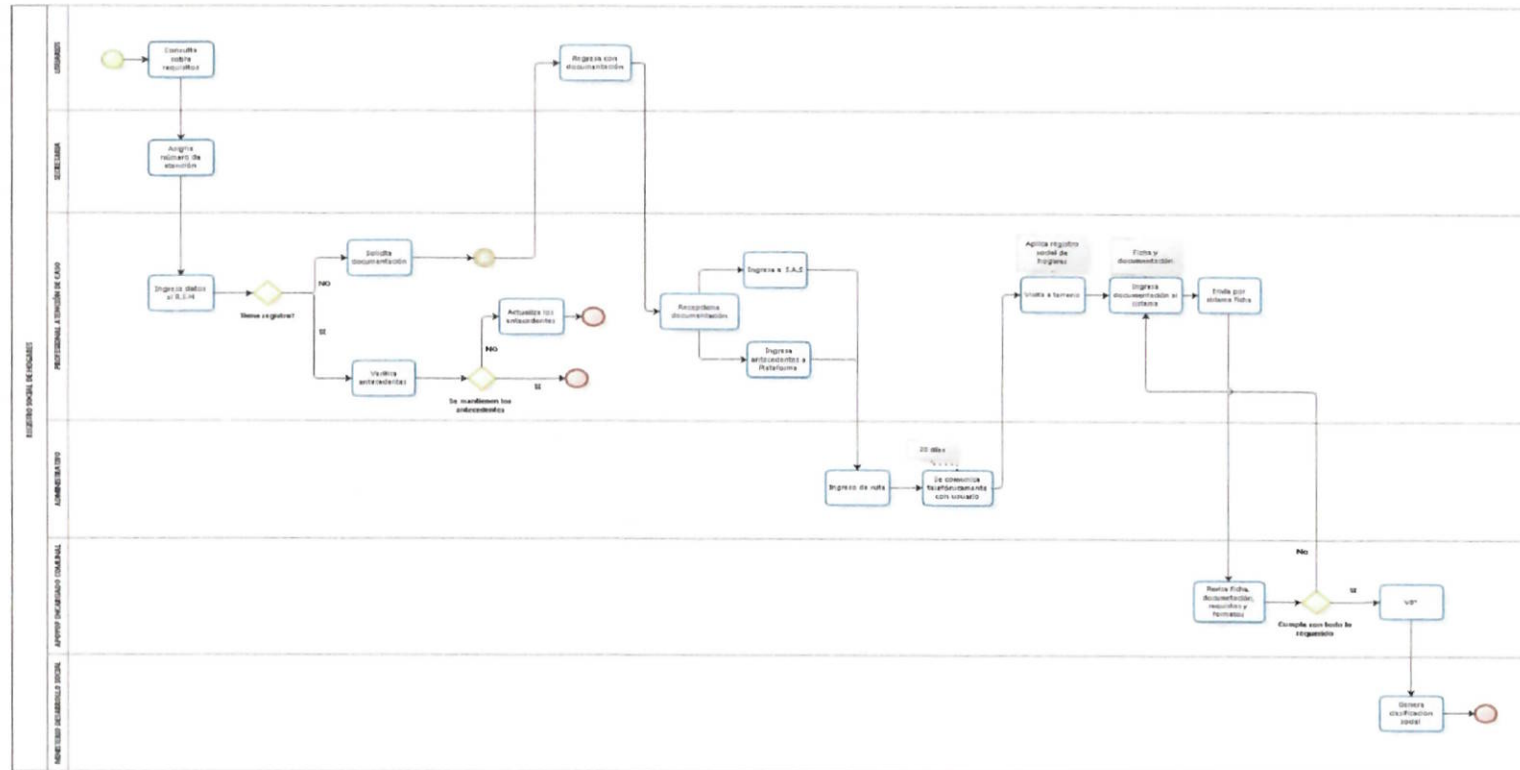 REGISTRO SOCIAL DE HOGARES
USUARIOS
Consulta
sobre
requisitos
Regresa con
documentación
SECRETARIA
Asigna
número de
atención
PROFESIONAL ATENCIÓN DE CASO
Ingresa datos
al R.S.H
Tiene registro?
NO
Solicita
documentación
SI
Verifica
antecedentes
Se mantienen los
antecedentes
NO
Actualiza los
antecedentes
SI
Recepciona
documentación
Ingresa a S.A.S
Ingresa
antecedentes a
Plataforma
Aplica registro
social de
hogares
Visita a terreno
Ficha y
documentación
Ingresa
documentación al
sistema
Envía por
sistema Ficha
ADMINISTRATIVO
Ingreso de ruta
20 días
Se comunica
telefónicamente
con usuario
APOYO ENCARGADO COMUNAL
Revisa ficha,
documentación,
requisitos y
formatos
No
Cumple con todo lo
requerido
SI
MINISTERIO DESARROLLO SOCIAL
Genera
clasificación
social